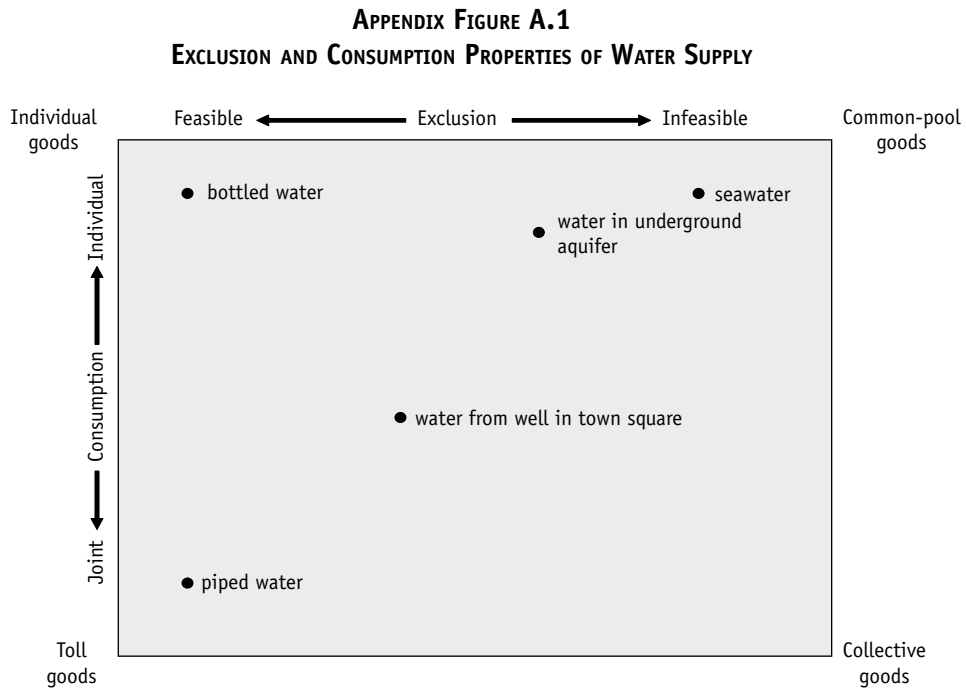 APPENDIX FIGURE A.1
EXCLUSION AND CONSUMPTION PROPERTIES OF WATER SUPPLY
Individual
goods
Feasible
Exclusion
Infeasible
Common-pool
goods
Individual
Consumption
Joint
bottled water
seawater
water in underground
aquifer
water from well in town square
piped water
Toll
goods
Collective
goods